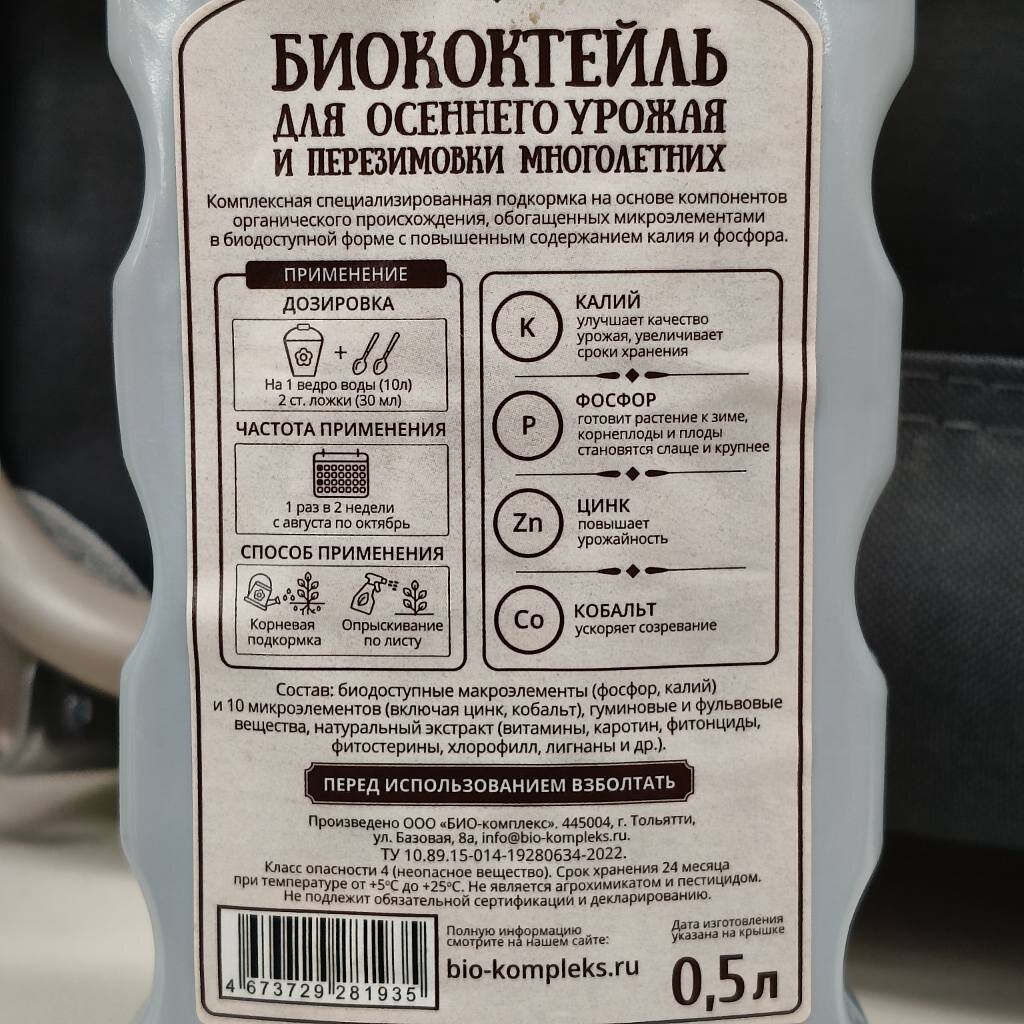 БИОКОКТЕЙЛЬ
ДЛЯ ОСЕННЕГО УРОЖАЯ
И ПЕРЕЗИМОВКИ МНОГОЛЕТНИХ
Комплексная специализированная подкормка на основе компонентов
органического происхождения, обогащенных микроэлементами
в биодоступной форме с повышенным содержанием калия и фосфора.
ПРИМЕНЕНИЕ
ДОЗИРОВКА
+
На 1 ведро воды (10л)
2 ст. ложки (30 мл)
ЧАСТОТА ПРИМЕНЕНИЯ
1 раз в 2 недели
с августа по октябрь
СПОСОБ ПРИМЕНЕНИЯ
Корневая
подкормка
Опрыскивание
по листу
K
КАЛИЙ
улучшает качество
урожая, увеличивает
сроки хранения
P
ФОСФОР
готовит растение к зиме,
корнеплоды и плоды
становятся слаще и крупнее
Zn
ЦИНК
повышает
урожайность
Co
КОБАЛЬТ
ускоряет созревание
Состав: биодоступные макроэлементы (фосфор, калий)
и 10 микроэлементов (включая цинк, кобальт), гуминовые и фульвовые
вещества, натуральный экстракт (витамины, каротин, фитонциды,
фитостерины, хлорофилл, лигнаны и др.).
ПЕРЕД ИСПОЛЬЗОВАНИЕМ ВЗБОЛТАТЬ
Произведено ООО «БИО-комплекс». 445004, г. Тольятти,
ул. Базовая, 8а, info@bio-kompleks.ru.
ТУ 10.89.15-014-19280634-2022.
Класс опасности 4 (неопасное вещество). Срок хранения 24 месяца
при температуре от +5°С до +25°С. Не является агрохимикатом и пестицидом.
Не подлежит обязательной сертификации и декларированию.
4 673729 281935
Полную информацию
смотрите на нашем сайте:
bio-kompleks.ru
Дата изготовления
указана на крышке
0,5 л